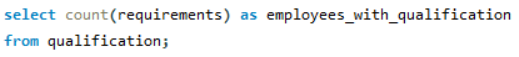 select count(requirements) as employees_with_qualification
from qualification;